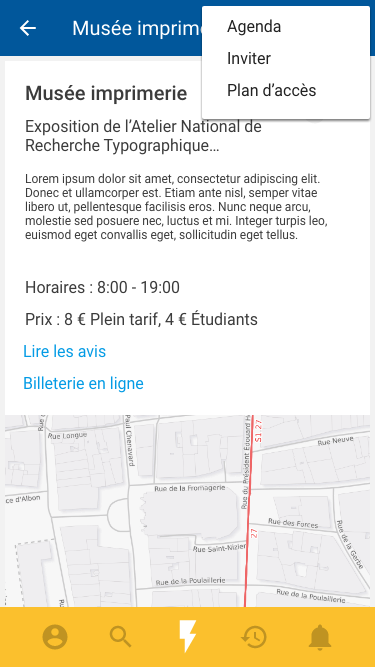 Musée imprim
Agenda
Inviter
Plan d’accès
Musée imprimerie
Exposition de l’Atelier National de
Recherche Typographique…
Lorem ipsum dolor sit amet, consectetur adipiscing elit.
Donec et ullamcorper est. Etiam ante nisl, semper vitae
libero ut, pellentesque facilisis eros. Nunc neque arcu,
molestie sed posuere nec, luctus et mi. Integer turpis leo,
euismod eget convallis eget, sollicitudin eget tellus.
Horaires : 8:00 - 19:00
Prix : 8 € Plein tarif, 4 € Étudiants
Lire les avis
Billeterie en ligne
Rue Longue
Rue
Paul Chenavard
Rue du Président Édouard H
S1 27
Rue Neuve
ce d'Albon
Rue de la Fromagerie
Rue des Forces
Rue de la Gerbe
27
Rue Saint-Nizier
Rue de la Poulaillerie
Rue de la Poulaillerie